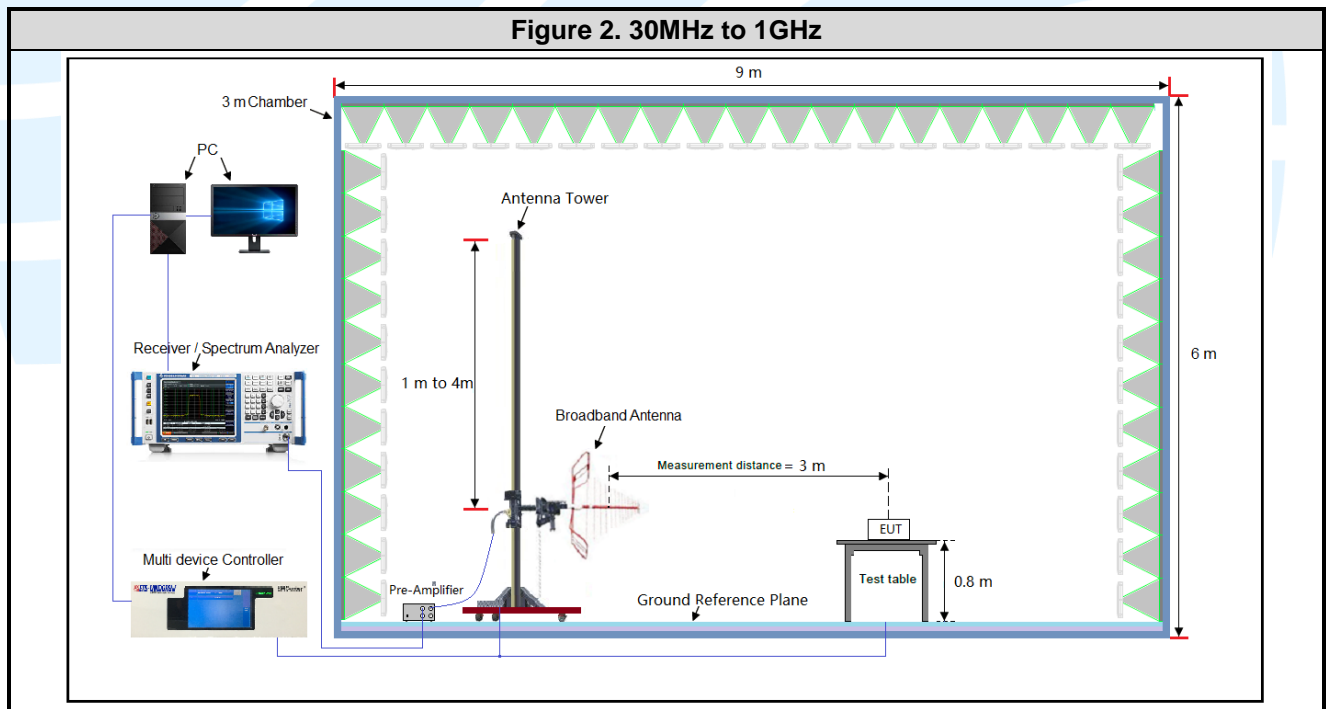 Figure 2. 30MHz to 1GHz
9 m
3 m Chamber
PC
Antenna Tower
Receiver / Spectrum Analyzer
1 m to 4m
6 m
Broadband Antenna
Measurement distance = 3 m
EUT
Multi device Controller
Test table
0.8 m
Pre-Amplifier
Ground Reference Plane